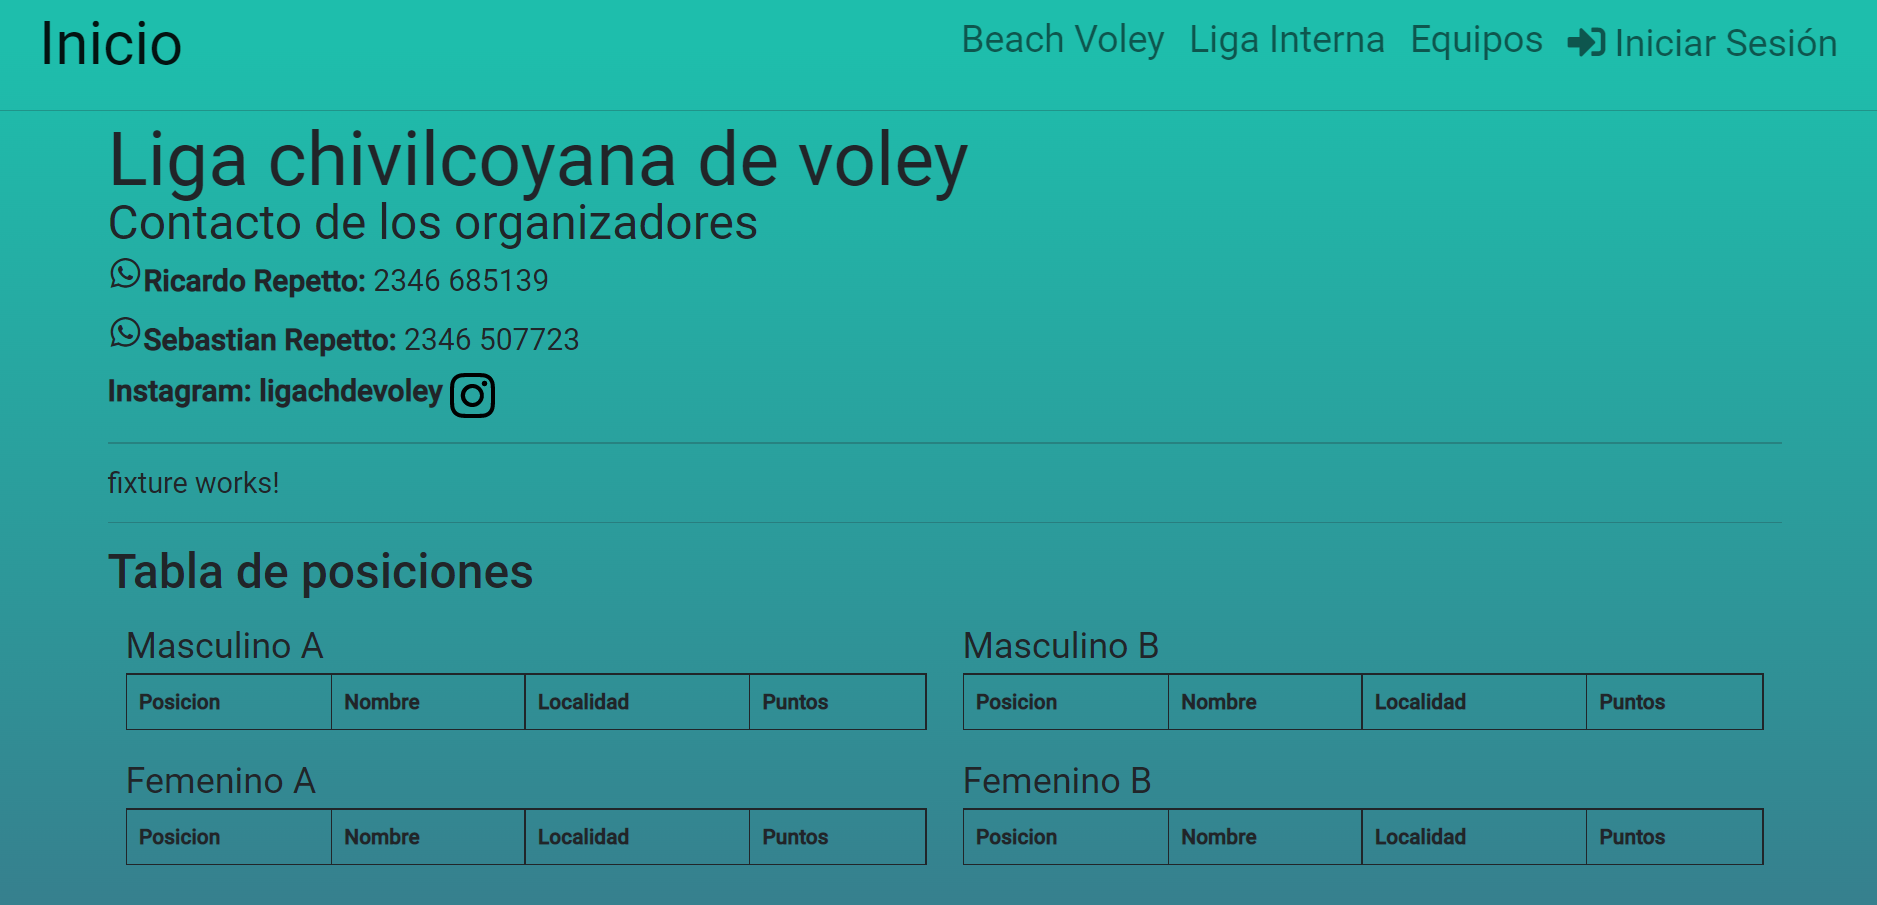 Inicio Beach Voley Liga Interna Equipos Iniciar Sesión
Liga chivilcoyana de voley
Contacto de los organizadores
Ricardo Repetto: 2346 685139
Sebastian Repetto: 2346 507723
Instagram: ligachdevoley
fixture works!
Tabla de posiciones
Masculino A
Posicion Nombre Localidad Puntos
Masculino B
Posicion Nombre Localidad Puntos
Femenino A
Posicion Nombre Localidad Puntos
Femenino B
Posicion Nombre Localidad Puntos